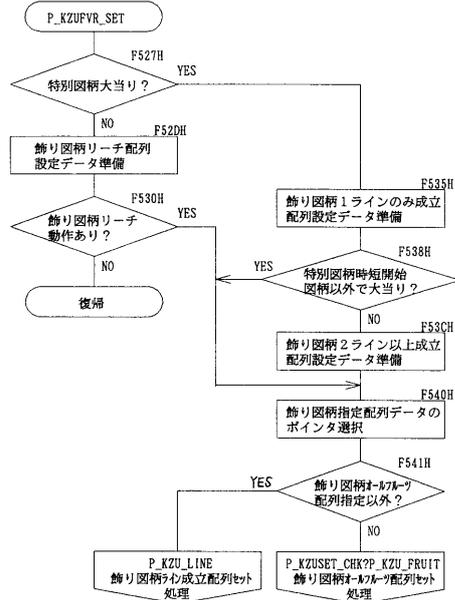 P_KZUFVR_SET
F527H
特別図柄大当り？
YES
NO
F52DH
飾り図柄リーチ配列
設定データ準備
F530H
飾り図柄リーチ
動作あり？
YES
NO
復帰
F535H
飾り図柄１ラインのみ成立
配列設定データ準備
F538H
特別図柄時短開始
図柄以外で大当り？
YES
NO
F53CH
飾り図柄２ライン以上成立
配列設定データ準備
F540H
飾り図柄指定配列データの
ポインタ選択
F541H
飾り図柄ｵｰﾙﾌﾙｰﾂ
配列指定以外？
YES
NO
P_KZU_LINE
飾り図柄ﾗｲﾝ成立配列ｾｯﾄ
処理
P_KZUSET_CHK?P_KZU_FRUIT
飾り図柄ｵｰﾙﾌﾙｰﾂ配列ｾｯﾄ
処理